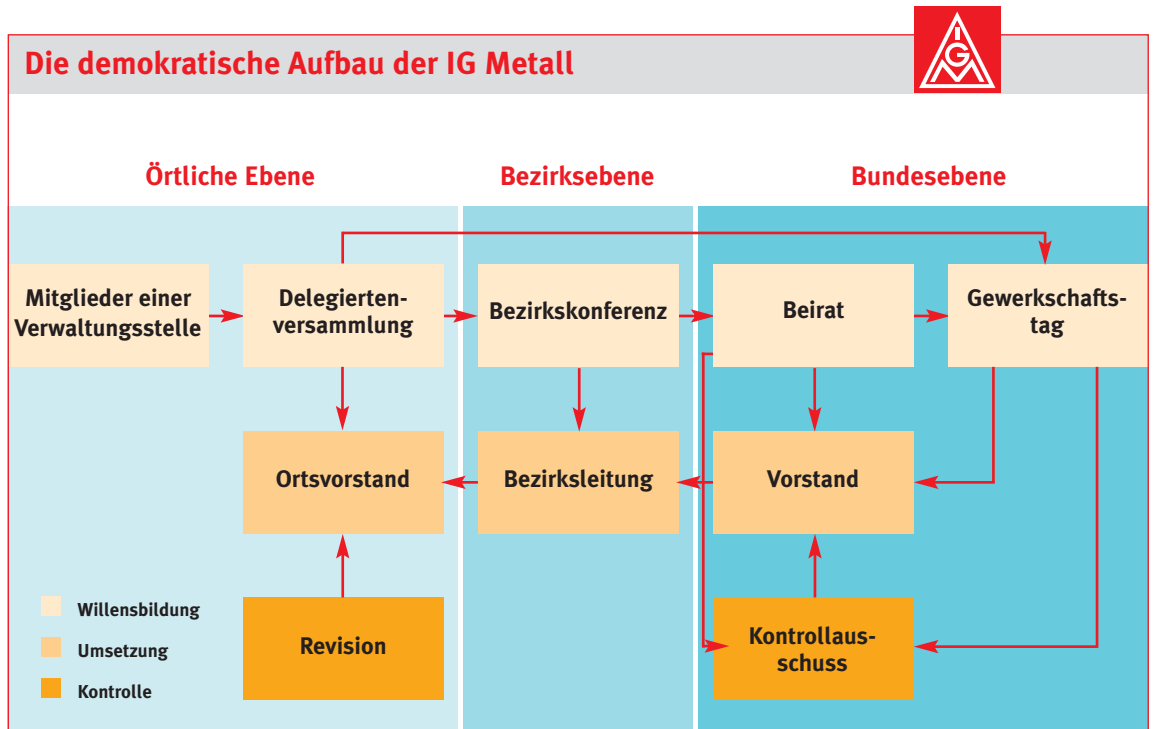 Die demokratische Aufbau der IG Metall
IGM
Örtliche Ebene
Bezirksebene
Bundesebene
Mitglieder einer
Verwaltungsstelle
Delegierten-
versammlung
Bezirkskonferenz
Beirat
Gewerkschafts-
tag
Ortsvorstand
Bezirksleitung
Vorstand
Revision
Kontrollaus-
schuss
Willensbildung
Umsetzung
Kontrolle